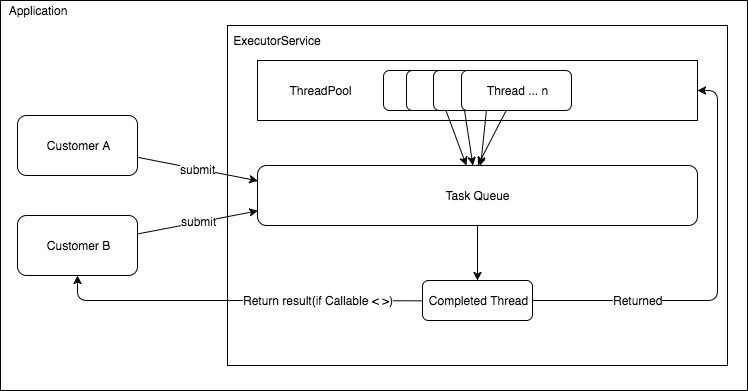 Application
ExecutorService
ThreadPool
Thread ... n
Customer A
submit
Task Queue
submit
Customer B
Return result(if Callable < >)
Completed Thread
Returned